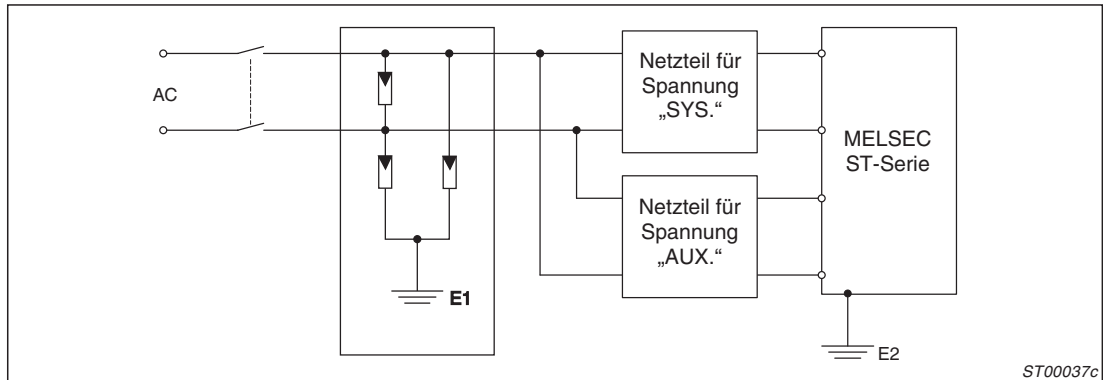 AC
E1
Netzteil für
Spannung
„SYS.“
Netzteil für
Spannung
„AUX.“
MELSEC
ST-Serie
E2
ST00037c